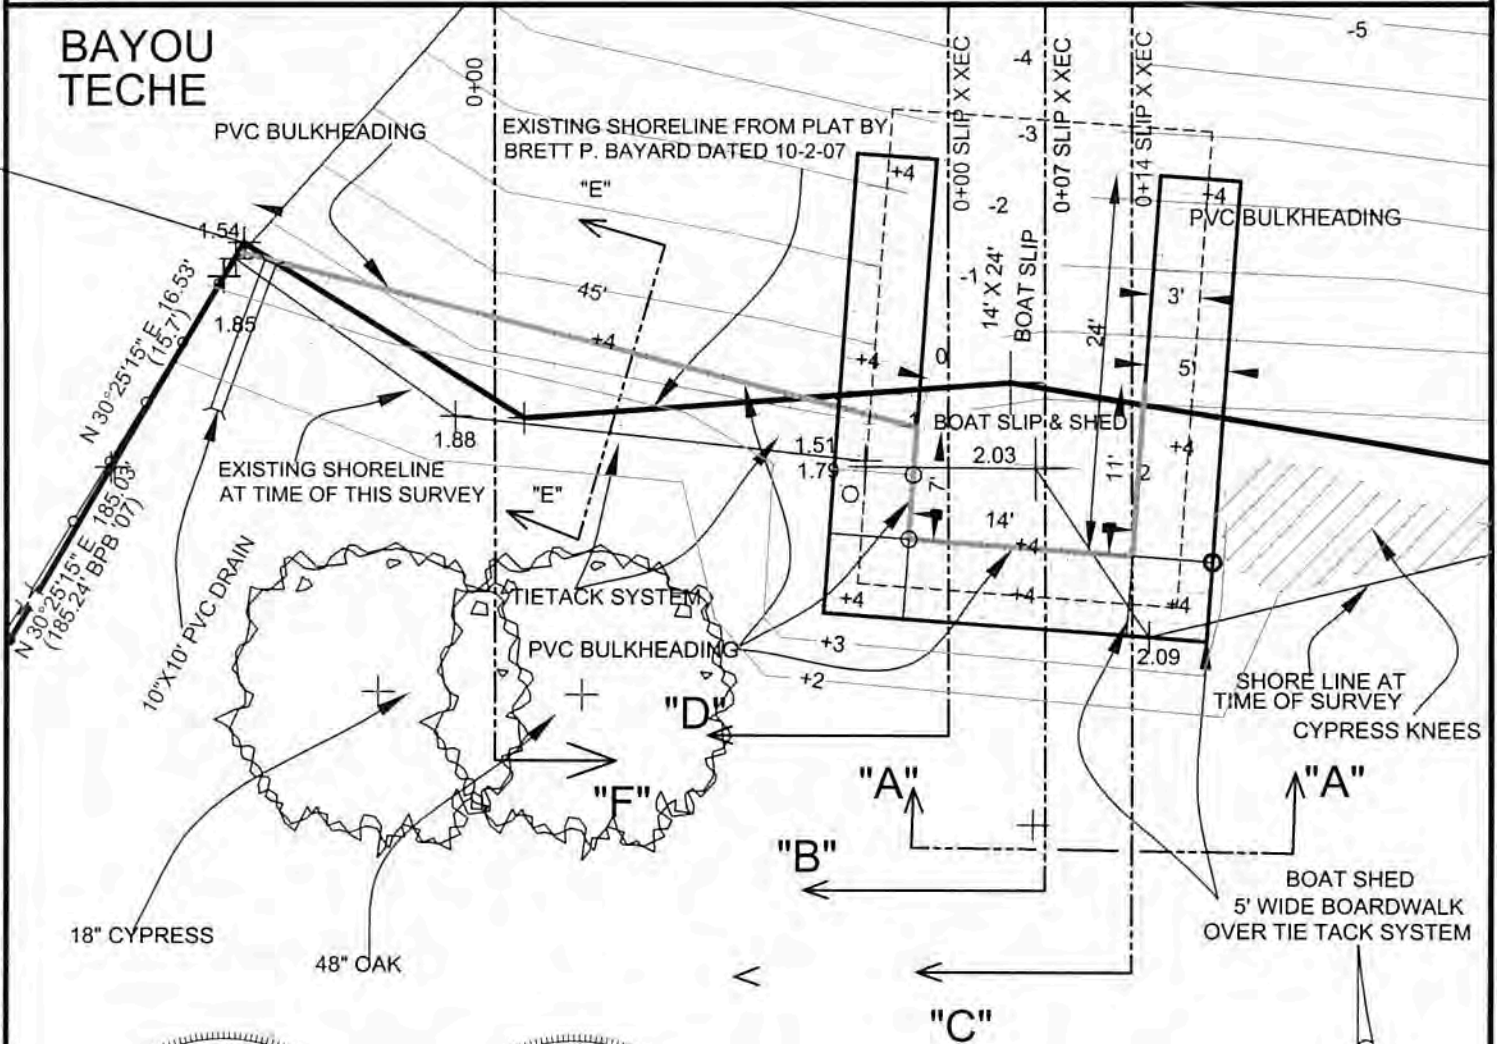 BAYOU
TECHE
-5
-4
-3
-2
-1
0
0+00
PVC BULKHEADING
EXISTING SHORELINE FROM PLAT BY
BRETT P. BAYARD DATED 10-2-07
0+00 SLIP X XEC
0+07 SLIP X XEC
0+14 SLIP X XEC
+4
+4
PVC BULKHEADING
"E"
1.54
45'
14' X 24'
BOAT SLIP
3'
24'
N 30°25'15" E 16.53'
(15.7')
1.85
+4
+4
5'
1
BOAT SLIP & SHED
1.88
1.51
1.79
2.03
+4
11'
2
7'
EXISTING SHORELINE
AT TIME OF THIS SURVEY
"E"
14'
+4
N 30°25'15" E 185.03'
(185.24' BPB '07)
10"X10' PVC DRAIN
TIETACK SYSTEM
+4
+4
+4
PVC BULKHEADING
+3
2.09
+2
SHORE LINE AT
TIME OF SURVEY
CYPRESS KNEES
"D"
"F"
"A"
"A"
"B"
BOAT SHED
5' WIDE BOARDWALK
OVER TIE TACK SYSTEM
18" CYPRESS
48" OAK
"C"